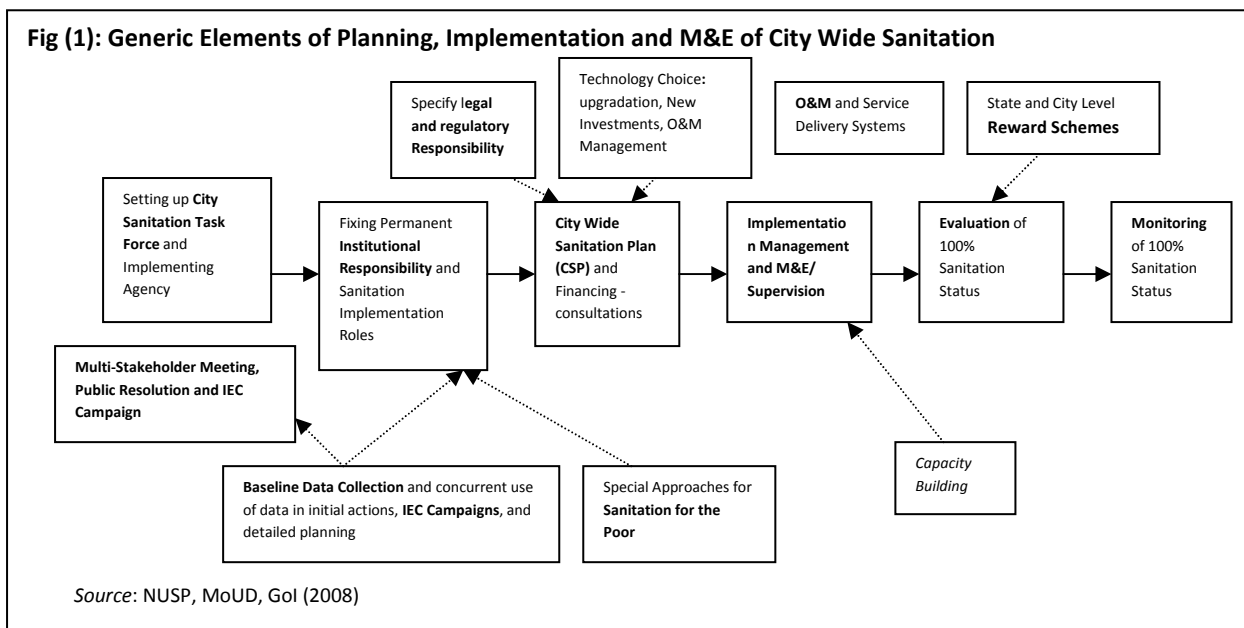 Fig (1): Generic Elements of Planning, Implementation and M&E of City Wide Sanitation
Specify legal
and regulatory
Responsibility
Technology Choice:
upgradation, New
Investments, O&M
Management
O&M and Service
Delivery Systems
State and City Level
Reward Schemes
Setting up City
Sanitation Task
Force and
Implementing
Agency
Fixing Permanent
Institutional
Responsibility and
Sanitation
Implementation
Roles
City Wide
Sanitation Plan
(CSP) and
Financing -
consultations
Implementatio
n Management
and M&E/
Supervision
Evaluation of
100%
Sanitation
Status
Monitoring
of 100%
Sanitation
Status
Multi-Stakeholder Meeting,
Public Resolution and IEC
Campaign
Baseline Data Collection and concurrent use
of data in initial actions, IEC Campaigns, and
detailed planning
Special Approaches for
Sanitation for the
Poor
Capacity
Building
Source: NUSP, MoUD, GoI (2008)